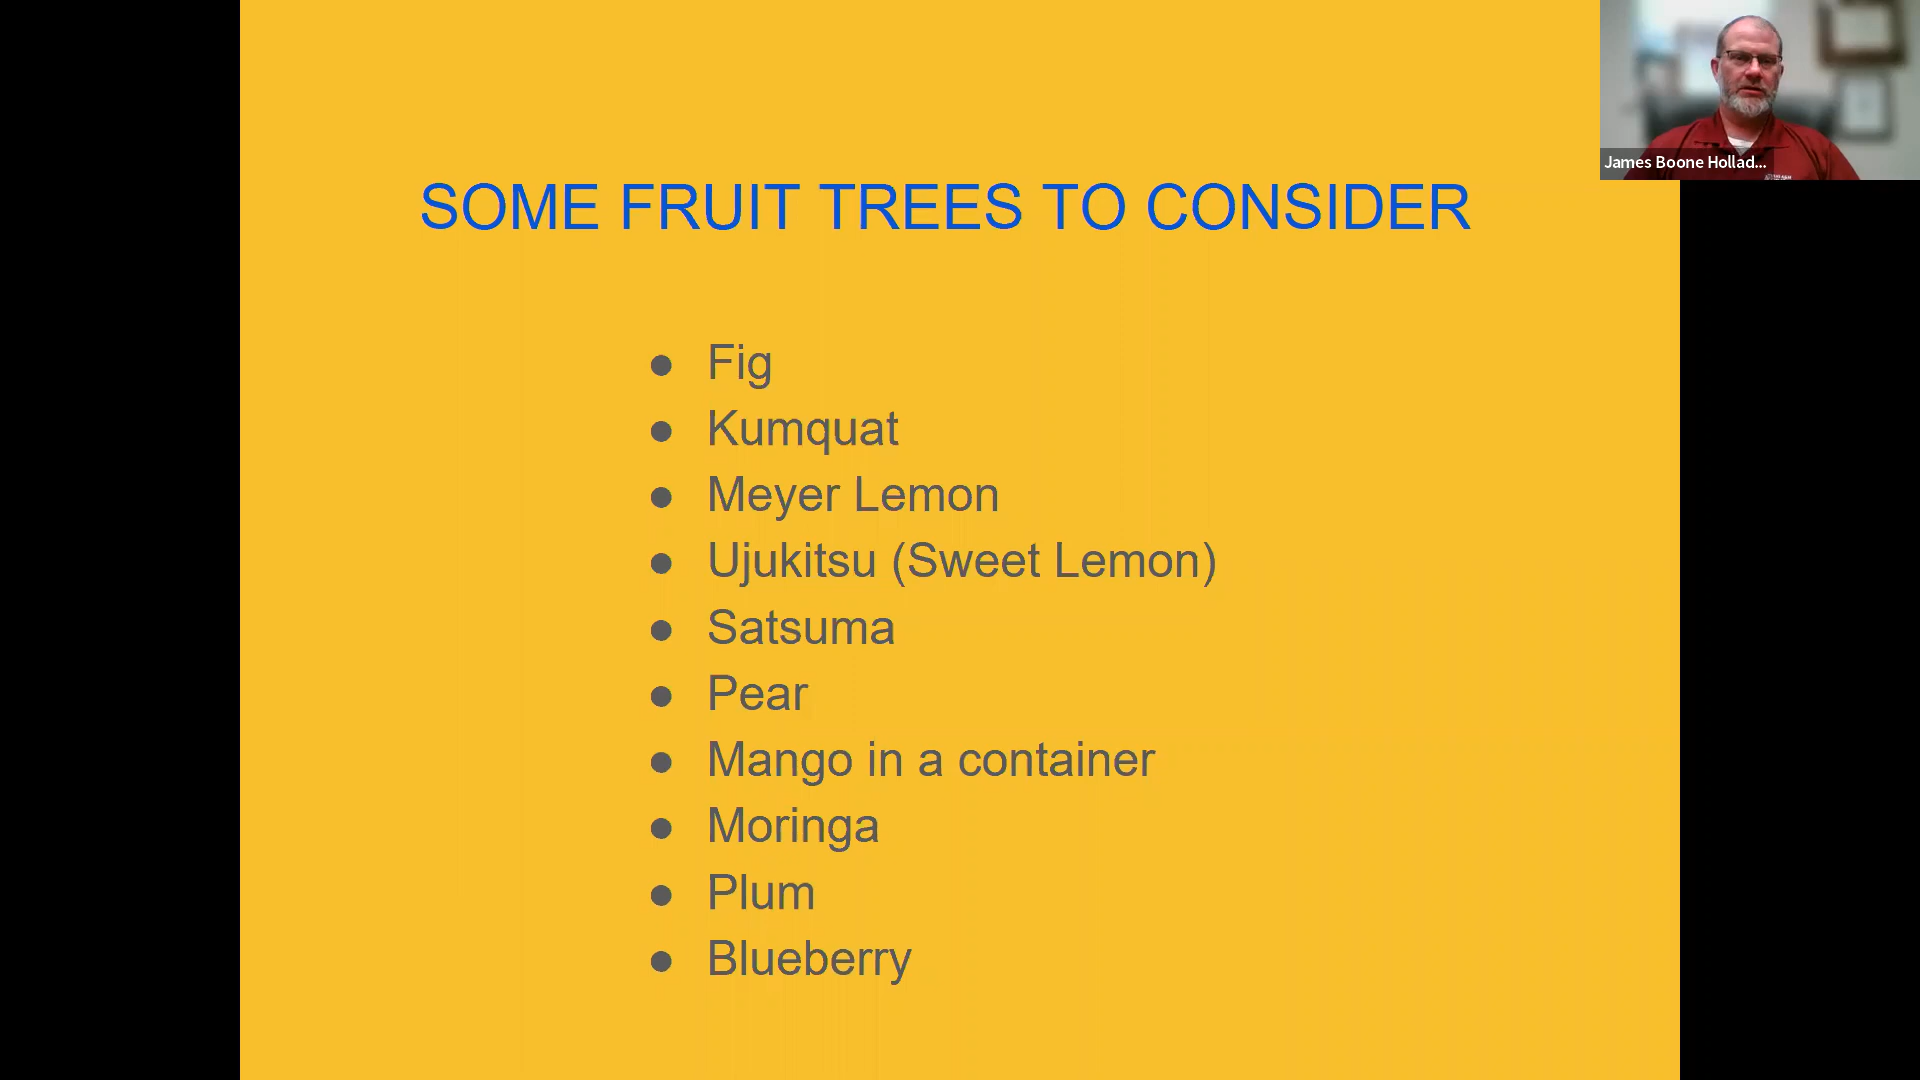 James Boone Hollad...
SOME FRUIT TREES TO CONSIDER
● Fig
● Kumquat
● Meyer Lemon
● Ujukitsu (Sweet Lemon)
● Satsuma
● Pear
● Mango in a container
● Moringa
● Plum
● Blueberry